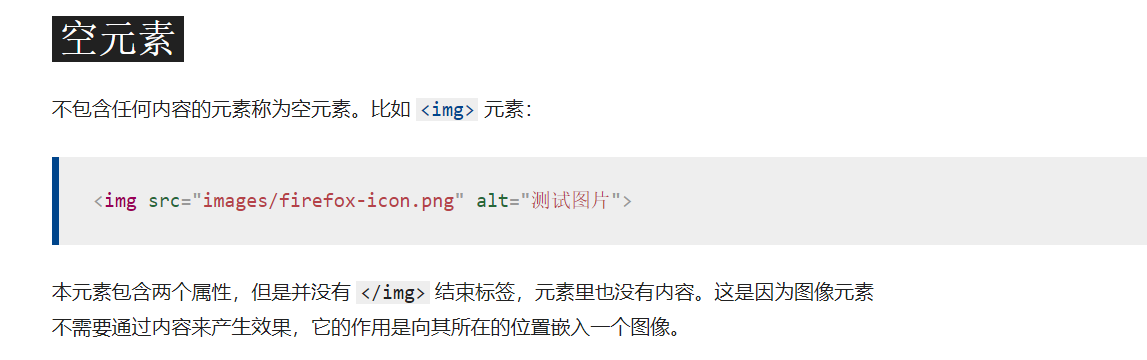 空元素
不包含任何内容的元素称为空元素。比如 <img> 元素：
<img src="images/firefox-icon.png" alt="测试图片">
本元素包含两个属性，但是并没有 </img> 结束标签，元素里也没有内容。这是因为图像元素
不需要通过内容来产生效果，它的作用是向其所在的位置嵌入一个图像。